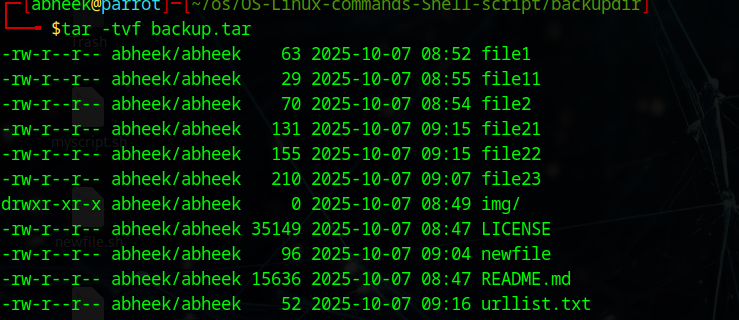 [abheek@parrot]-[~/os/OS-Linux-commands-Shell-script/backupdir]
$tar -tvf backup.tar
-rw-r--r-- abheek/abheek 63 2025-10-07 08:52 file1
-rw-r--r-- abheek/abheek 29 2025-10-07 08:55 file11
-rw-r--r-- abheek/abheek 70 2025-10-07 08:54 file2
-rw-r--r-- abheek/abheek 131 2025-10-07 09:15 file21
-rw-r--r-- abheek/abheek 155 2025-10-07 09:15 file22
myscript.sh
-rw-r--r-- abheek/abheek 210 2025-10-07 09:07 file23
drwxr-xr-x abheek/abheek 0 2025-10-07 08:49 img/
-rw-r--r-- abheek/abheek 35149 2025-10-07 08:47 LICENSE
newfile.sh
-rw-r--r-- abheek/abheek 96 2025-10-07 09:04 newfile
-rw-r--r-- abheek/abheek 15636 2025-10-07 08:47 README.md
-rw-r--r-- abheek/abheek 52 2025-10-07 09:16 urllist.txt